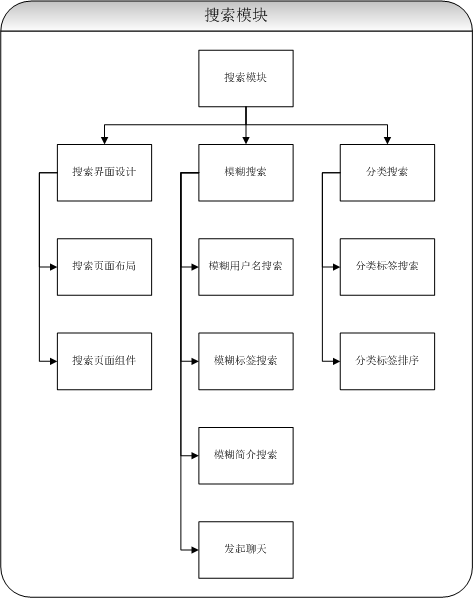 搜索模块
搜索模块
搜索界面设计
模糊搜索
分类搜索
搜索页面布局
模糊用户名搜索
分类标签搜索
搜索页面组件
模糊标签搜索
分类标签排序
模糊简介搜索
发起聊天